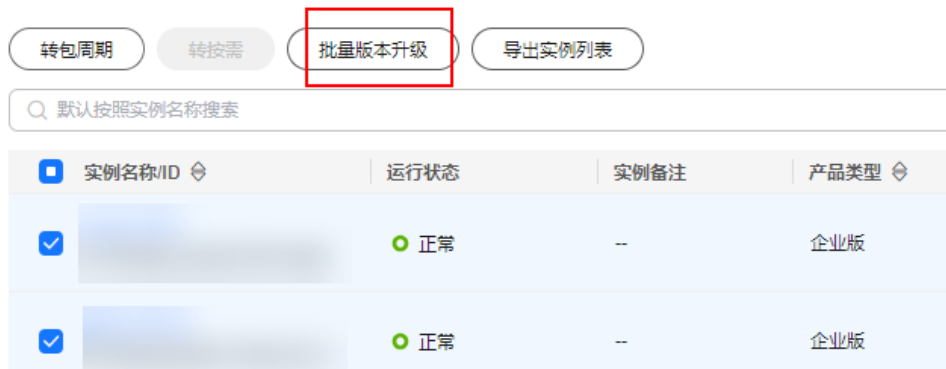 转包周期 转按需 批量版本升级 导出实例列表
默认按照实例名称搜索
实例名称/ID 运行状态 实例备注 产品类型
正常 -- 企业版
正常 -- 企业版